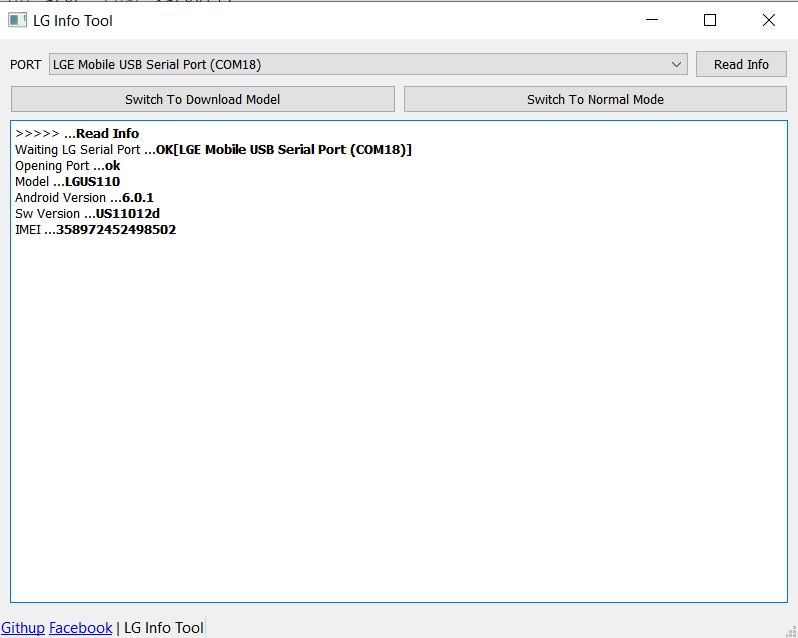 LG Info Tool
PORT LGE Mobile USB Serial Port (COM18) Read Info
Switch To Download Model Switch To Normal Mode
>>>>> ...Read Info
Waiting LG Serial Port ...OK[LGE Mobile USB Serial Port (COM18)]
Opening Port ...ok
Model ...LGUS110
Android Version ...6.0.1
Sw Version ...US11012d
IMEI ...358972452498502
Githup Facebook | LG Info Tool